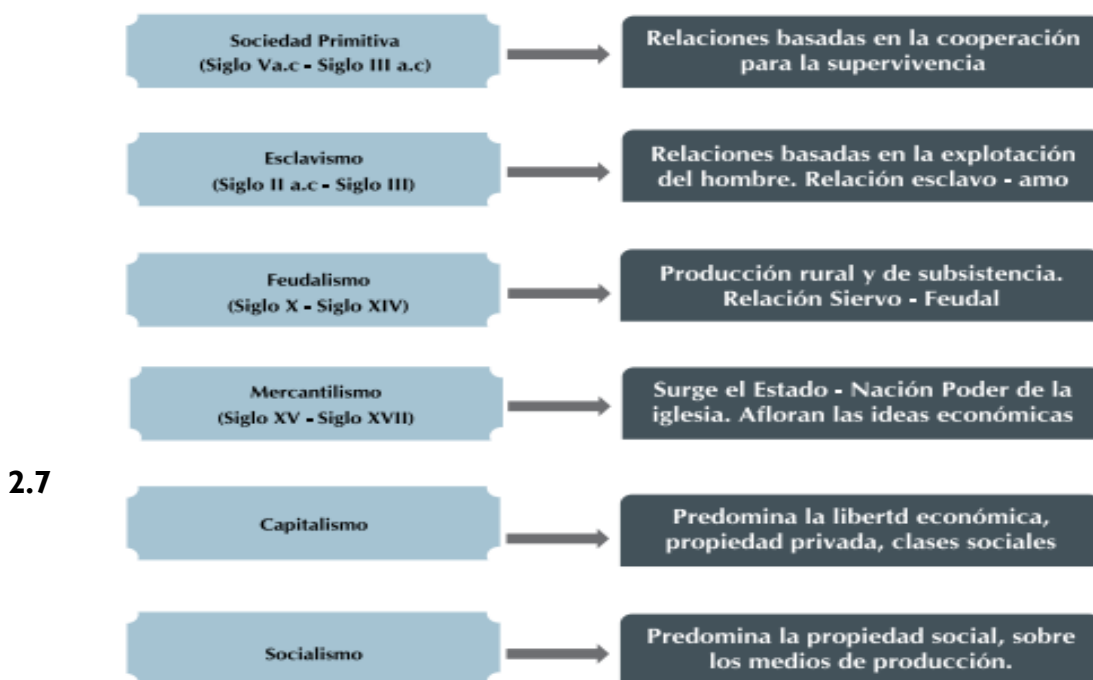 Sociedad Primitiva
(Siglo Va.c - Siglo III a.c)
Relaciones basadas en la cooperación
para la supervivencia
Esclavismo
(Siglo II a.c - Siglo III)
Relaciones basadas en la explotación
del hombre. Relación esclavo - amo
Feudalismo
(Siglo X - Siglo XIV)
Producción rural y de subsistencia.
Relación Siervo - Feudal
Mercantilismo
(Siglo XV - Siglo XVII)
Surge el Estado - Nación Poder de la
iglesia. Afloran las ideas económicas
2.7
Capitalismo
Predomina la libertd económica,
propiedad privada, clases sociales
Socialismo
Predomina la propiedad social, sobre
los medios de producción.